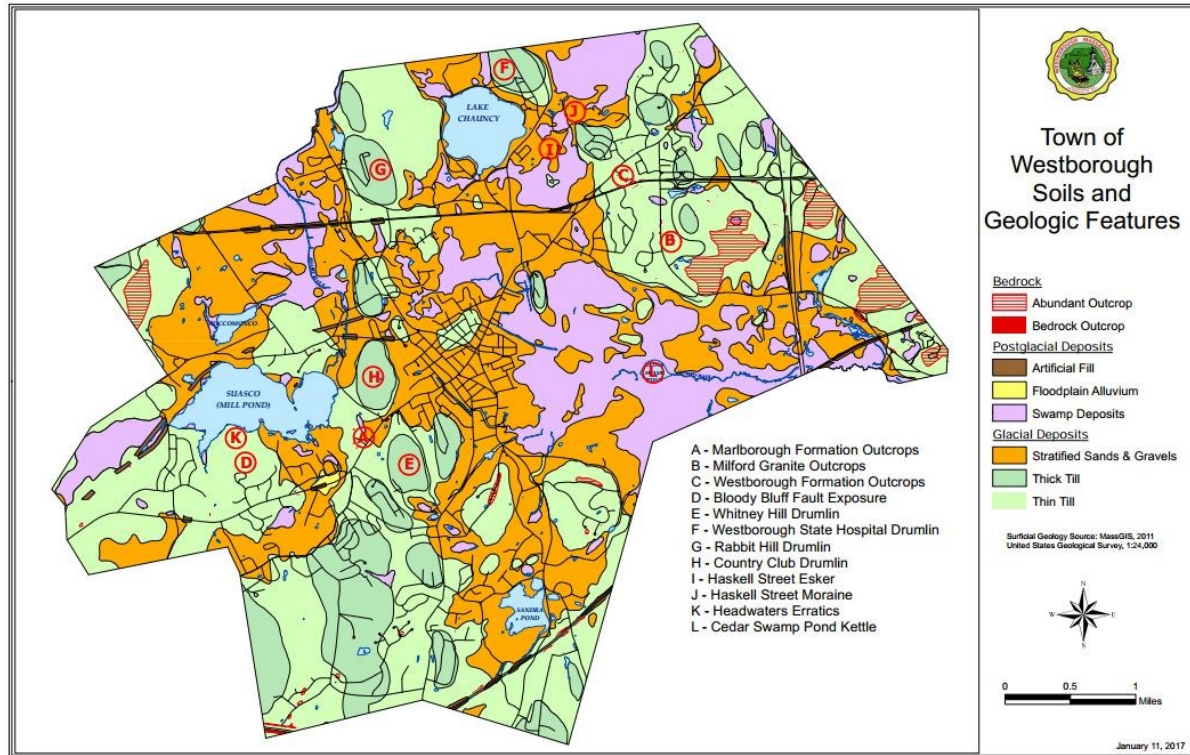 F
LAKE
CHAUNCY
J
I
G
C
B
SUASCO
(MILL POND)
H
L
K
A
D
E
SANDRA
POND
A - Marlborough Formation Outcrops
B - Milford Granite Outcrops
C - Westborough Formation Outcrops
D - Bloody Bluff Fault Exposure
E - Whitney Hill Drumlin
F - Westborough State Hospital Drumlin
G - Rabbit Hill Drumlin
H - Country Club Drumlin
I - Haskell Street Esker
J - Haskell Street Moraine
K - Headwaters Erratics
L - Cedar Swamp Pond Kettle
Town of
Westborough
Soils and
Geologic Features
Bedrock
Abundant Outcrop
Bedrock Outcrop
Postglacial Deposits
Artificial Fill
Floodplain Alluvium
Swamp Deposits
Glacial Deposits
Stratified Sands & Gravels
Thick Till
Thin Till
Surficial Geology Source: MassGIS, 2011
United States Geological Survey, 1:24,000
N
W E
S
0 0.5 1
Miles
January 11, 2017